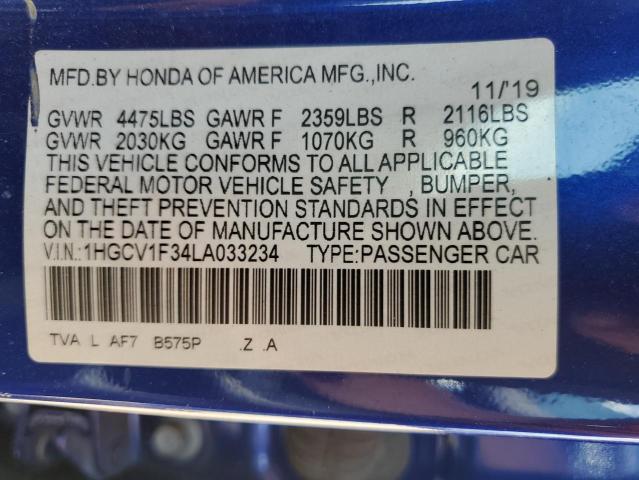 MFD.BY HONDA OF AMERICA MFG.,INC.
11/'19
GVWR 4475LBS GAWR F 2359LBS R 2116LBS
GVWR 2030KG GAWR F 1070KG R 960KG
THIS VEHICLE CONFORMS TO ALL APPLICABLE
FEDERAL MOTOR VEHICLE SAFETY , BUMPER,
AND THEFT PREVENTION STANDARDS IN EFFECT
ON THE DATE OF MANUFACTURE SHOWN ABOVE.
V.I.N.:1HGCV1F34LA033234 TYPE:PASSENGER CAR
TVA L AF7 B575P .Z .A